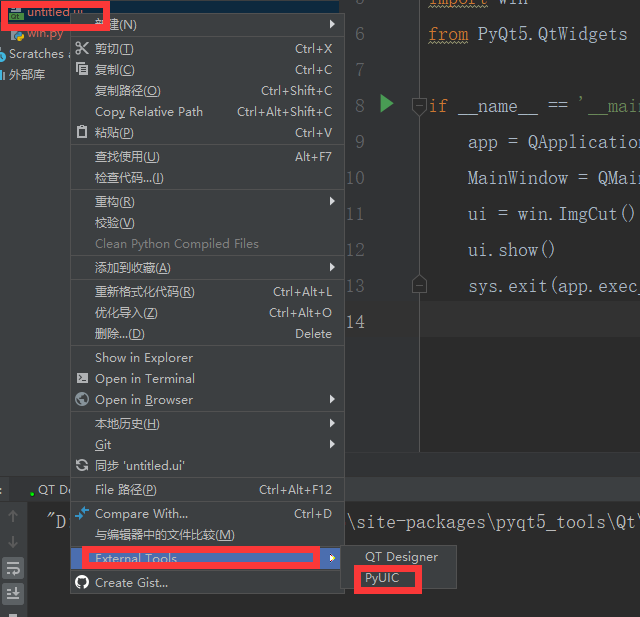 untitled.ui
win.py
Scratches a
外部库
新建(N)
剪切(T) Ctrl+X
复制(C) Ctrl+C
复制路径(O) Ctrl+Shift+C
Copy Relative Path Ctrl+Alt+Shift+C
粘贴(P) Ctrl+V
查找使用(U) Alt+F7
检查代码...(I)
重构(R)
校验(V)
Clean Python Compiled Files
添加到收藏(A)
重新格式化代码(R) Ctrl+Alt+L
优化导入(Z) Ctrl+Alt+O
删除...(D) Delete
Show in Explorer
Open in Terminal
Open in Browser
本地历史(H)
Git
同步 'untitled.ui'
File 路径(P) Ctrl+Alt+F12
Compare With... Ctrl+D
与编辑器中的文件比较(M)
External Tools
Create Gist...
QT Designer
PyUIC
import win
6 from PyQt5.QtWidgets
7
8 if __name__ == '__mai
9 app = QApplication
10 MainWindow = QMai
11 ui = win.ImgCut()
12 ui.show()
13 sys.exit(app.exec_
14
QT De
"D
\site-packages\pyqt5_tools\Qt\